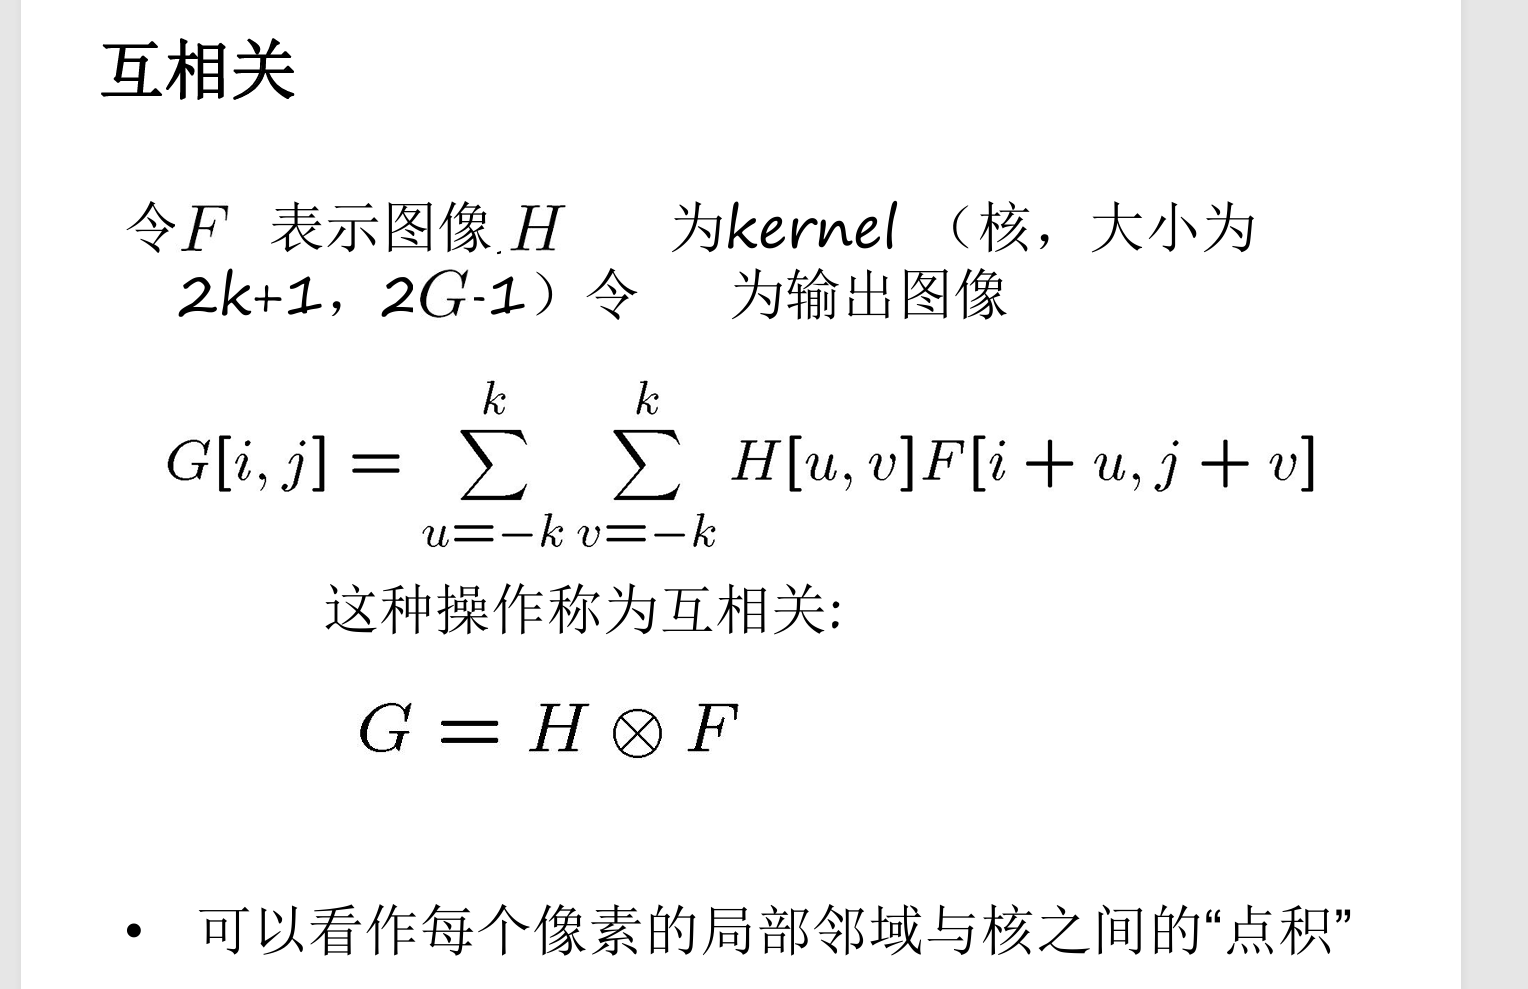 互相关
令F 表示图像, H 为kernel （核，大小为
2k+1，2G-1）令 为输出图像
G[i, j] = \sum_{u=-k}^{k} \sum_{v=-k}^{k} H[u, v]F[i + u, j + v]
这种操作称为互相关:
G = H ⊗ F
• 可以看作每个像素的局部邻域与核之间的“点积”